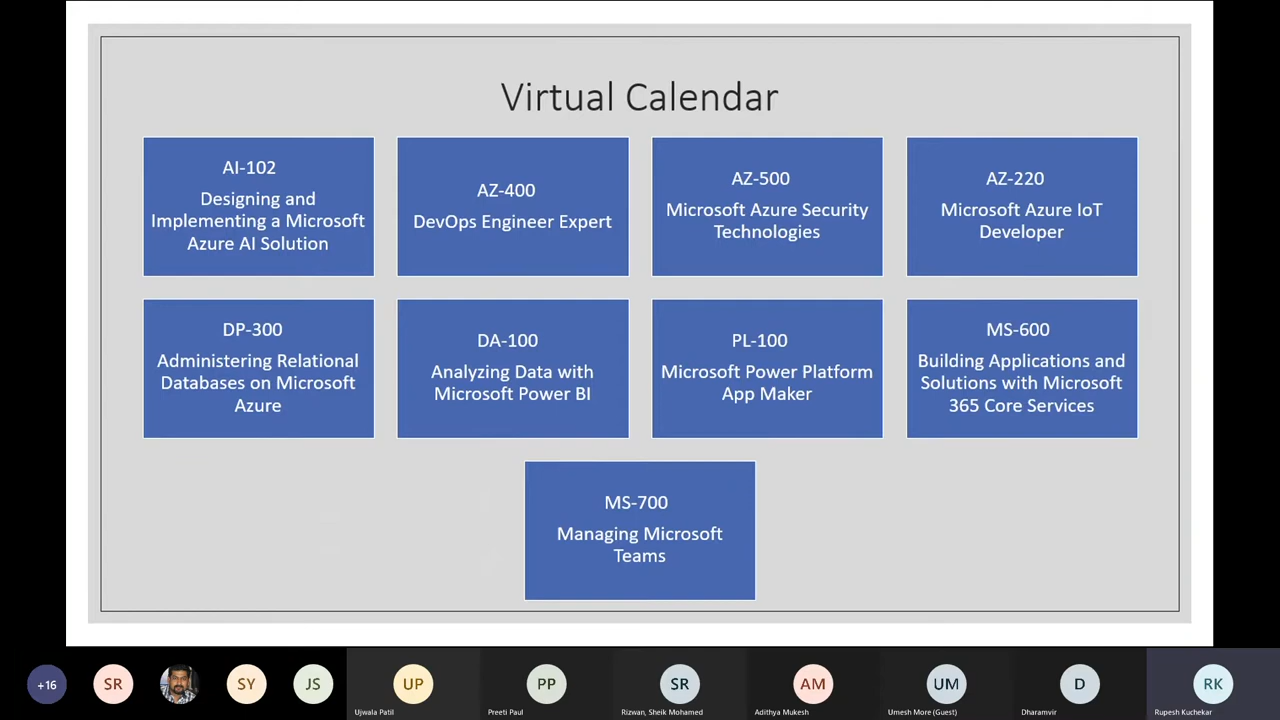 Virtual Calendar
AI-102
Designing and
Implementing a Microsoft
Azure AI Solution
AZ-400
DevOps Engineer Expert
AZ-500
Microsoft Azure Security
Technologies
AZ-220
Microsoft Azure IoT
Developer
DP-300
Administering Relational
Databases on Microsoft
Azure
DA-100
Analyzing Data with
Microsoft Power BI
PL-100
Microsoft Power Platform
App Maker
MS-600
Building Applications and
Solutions with Microsoft
365 Core Services
MS-700
Managing Microsoft
Teams
+16
SR
SY
JS
UP
Ujwala Patil
PP
Preeti Paul
SR
Rizwan, Sheik Mohamed
AM
Adithya Mukesh
UM
Umesh More (Guest)
D
Dharamvir
RK
Rupesh Kuchekar